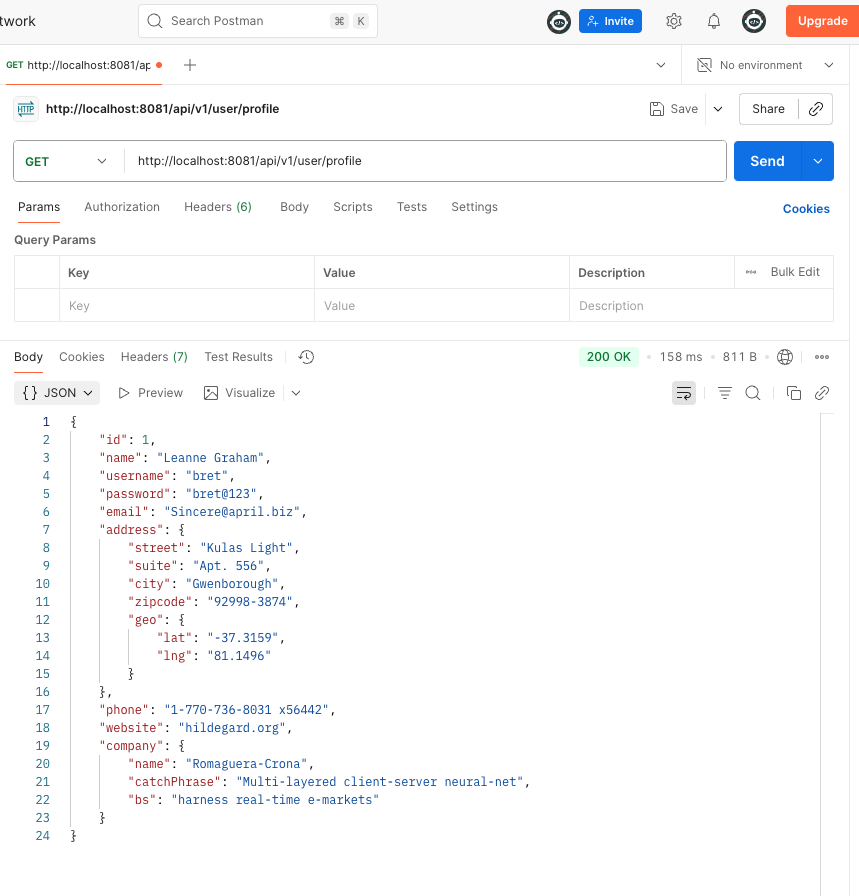 twork
Search Postman ⌘ K
Invite
Upgrade
GET http://localhost:8081/ap
No environment
HTTP http://localhost:8081/api/v1/user/profile
Save
Share
GET http://localhost:8081/api/v1/user/profile
Send
Params Authorization Headers (6) Body Scripts Tests Settings
Cookies
Query Params
Key Value Description Bulk Edit
Key Value Description
Body Cookies Headers (7) Test Results
200 OK • 158 ms • 811 B •
{} JSON Preview Visualize
1 {
2 "id": 1,
3 "name": "Leanne Graham",
4 "username": "bret",
5 "password": "bret@123",
6 "email": "Sincere@april.biz",
7 "address": {
8 "street": "Kulas Light",
9 "suite": "Apt. 556",
10 "city": "Gwenborough",
11 "zipcode": "92998-3874",
12 "geo": {
13 "lat": "-37.3159",
14 "lng": "81.1496"
15 }
16 },
17 "phone": "1-770-736-8031 x56442",
18 "website": "hildegard.org",
19 "company": {
20 "name": "Romaguera-Crona",
21 "catchPhrase": "Multi-layered client-server neural-net",
22 "bs": "harness real-time e-markets"
23 }
24 }